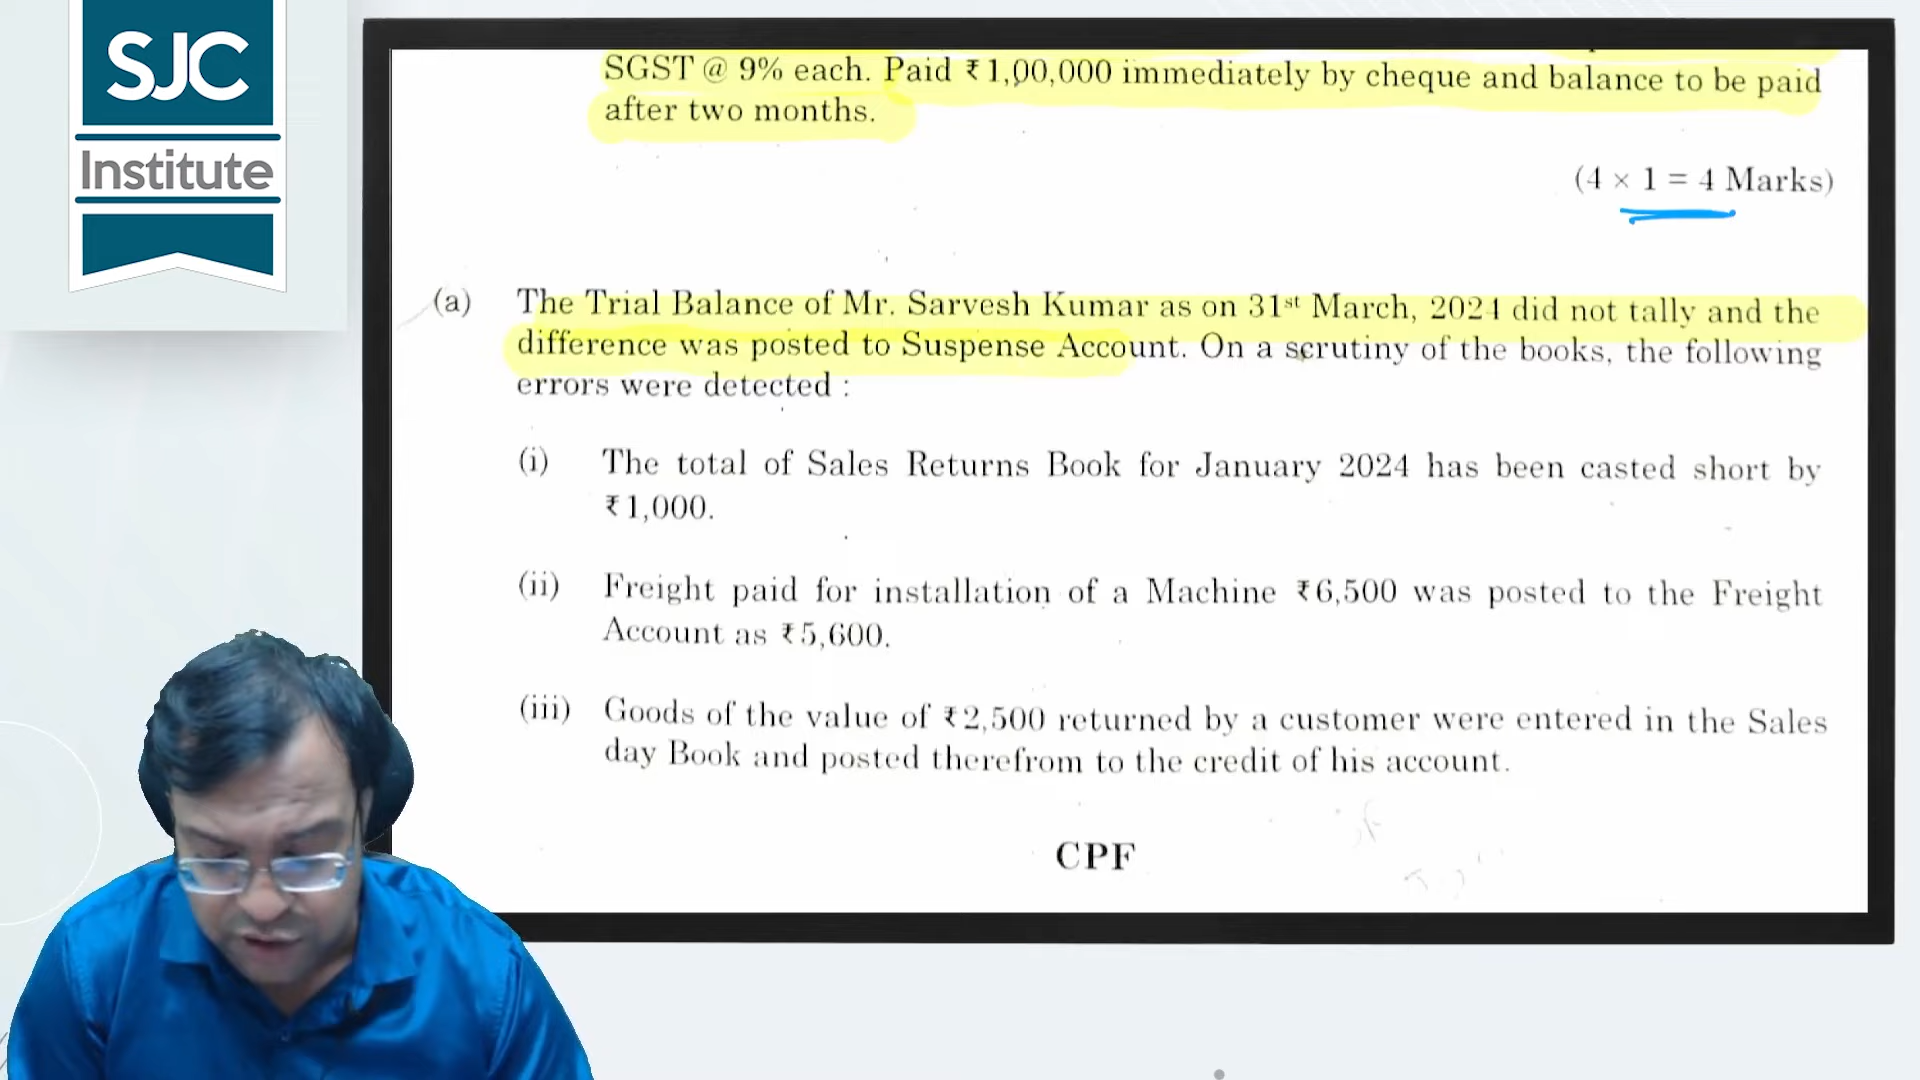 SJC
Institute
SGST @ 9% each. Paid ₹1,00,000 immediately by cheque and balance to be paid
after two months.
(4 × 1 = 4 Marks)
(a) The Trial Balance of Mr. Sarvesh Kumar as on 31st March, 2024 did not tally and the
difference was posted to Suspense Account. On a scrutiny of the books, the following
errors were detected :
(i) The total of Sales Returns Book for January 2024 has been casted short by
₹1,000.
(ii) Freight paid for installation of a Machine ₹6,500 was posted to the Freight
Account as ₹5,600.
(iii) Goods of the value of ₹2,500 returned by a customer were entered in the Sales
day Book and posted therefrom to the credit of his account.
CPF